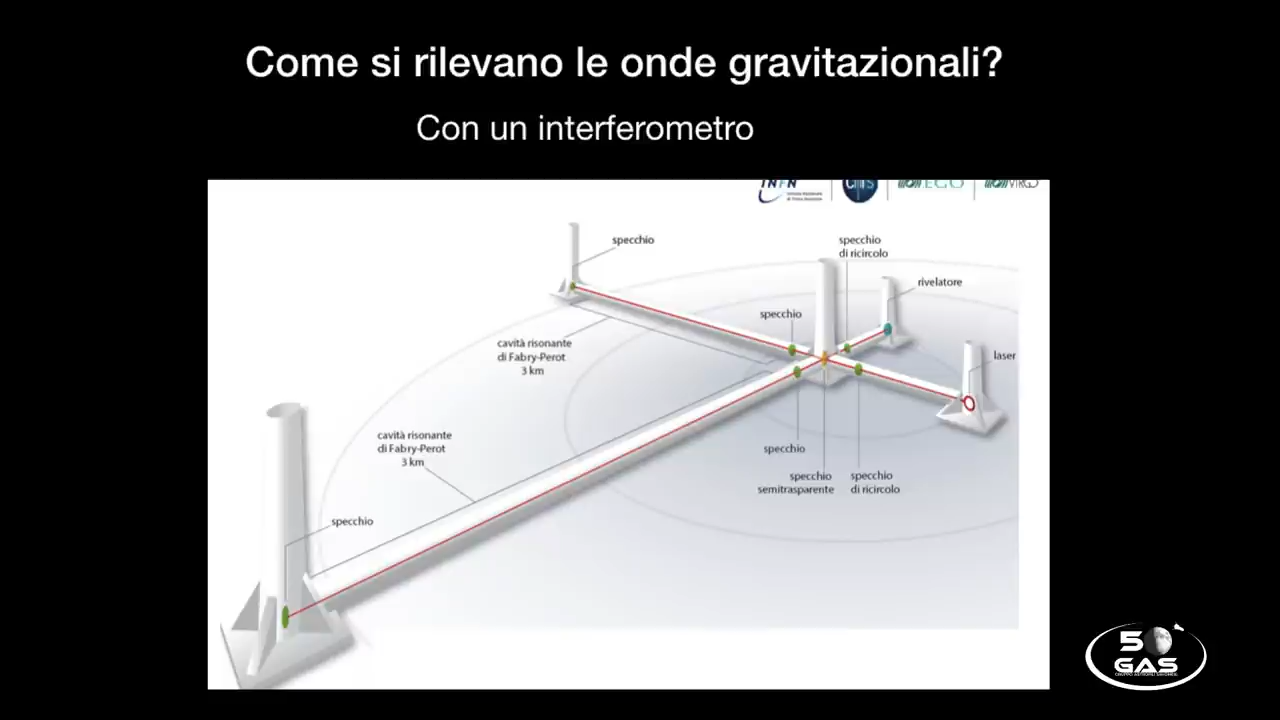 Come si rilevano le onde gravitazionali?
Con un interferometro
INFN
EGO
VIRGO
specchio
specchio
di ricircolo
rivelatore
specchio
cavità risonante
di Fabry-Perot
3 km
laser
cavità risonante
di Fabry-Perot
3 km
specchio
specchio
semitrasparente
specchio
di ricircolo
specchio
50
GAS